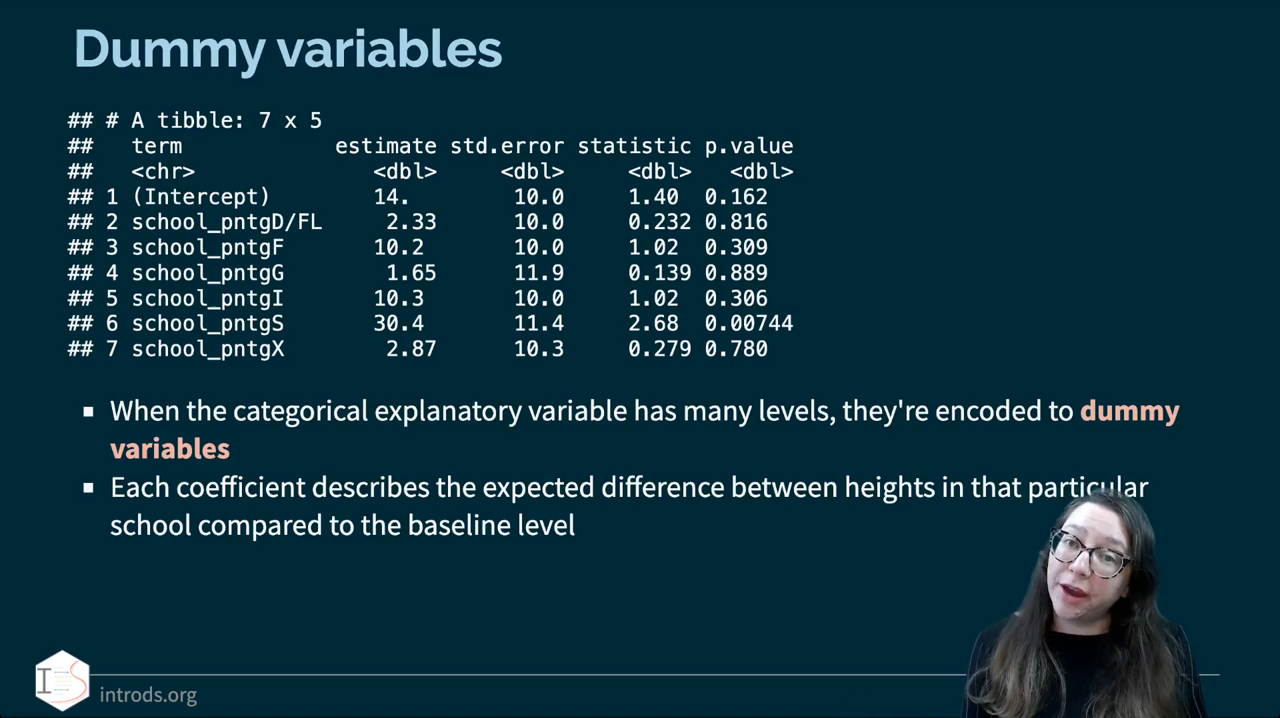 Dummy variables
## # A tibble: 7 x 5
##   term           estimate std.error statistic p.value
##   <chr>             <dbl>     <dbl>     <dbl>   <dbl>
## 1 (Intercept)       14.        10.0     1.40  0.162
## 2 school_pntgD/FL    2.33      10.0     0.232 0.816
## 3 school_pntgF      10.2       10.0     1.02  0.309
## 4 school_pntgG       1.65      11.9     0.139 0.889
## 5 school_pntgI      10.3       10.0     1.02  0.306
## 6 school_pntgS      30.4       11.4     2.68  0.00744
## 7 school_pntgX       2.87      10.3     0.279 0.780
▪ When the categorical explanatory variable has many levels, they're encoded to dummy
variables
▪ Each coefficient describes the expected difference between heights in that particular
school compared to the baseline level
IDS
introds.org